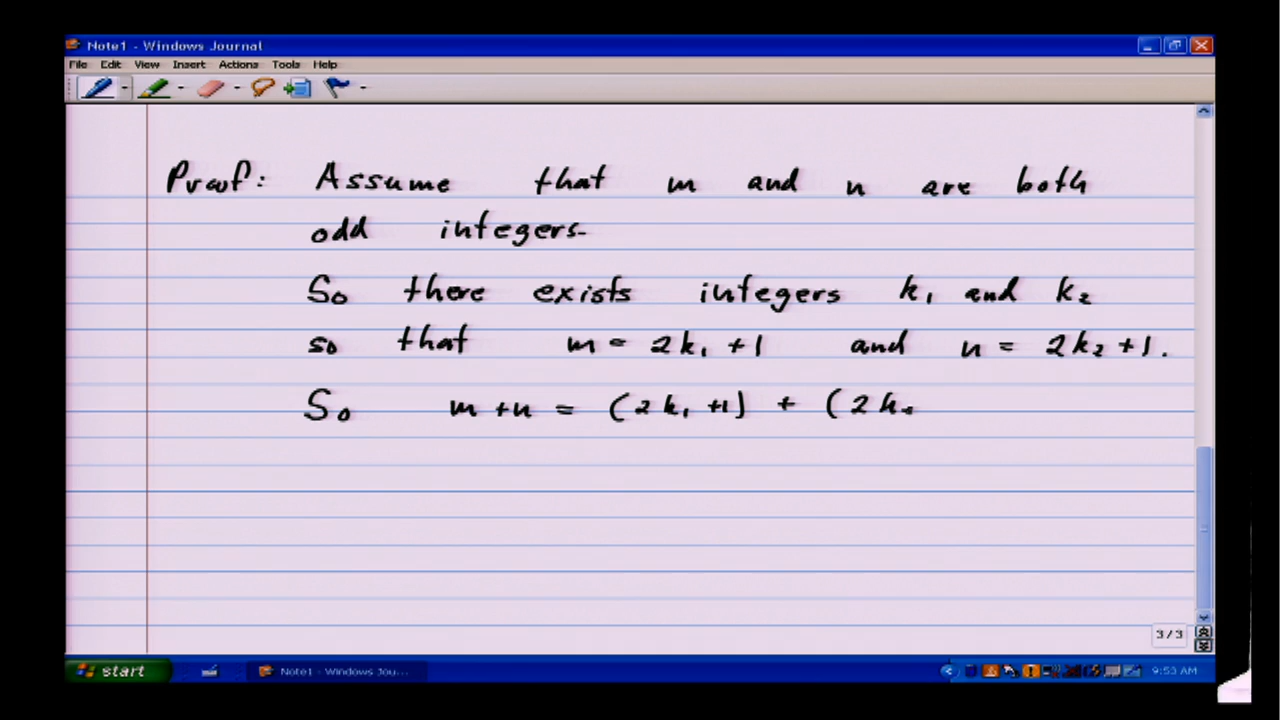 Note1 - Windows Journal
File Edit View Insert Actions Tools Help
Proof: Assume that m and n are both
odd integers.
So there exists integers k₁ and k₂
so that m = 2k₁ +1 and n = 2k₂ +1.
So m +n = (2k₁ +1) + (2k₂
3/3
start Note1 - Windows Jou... 9:53 AM